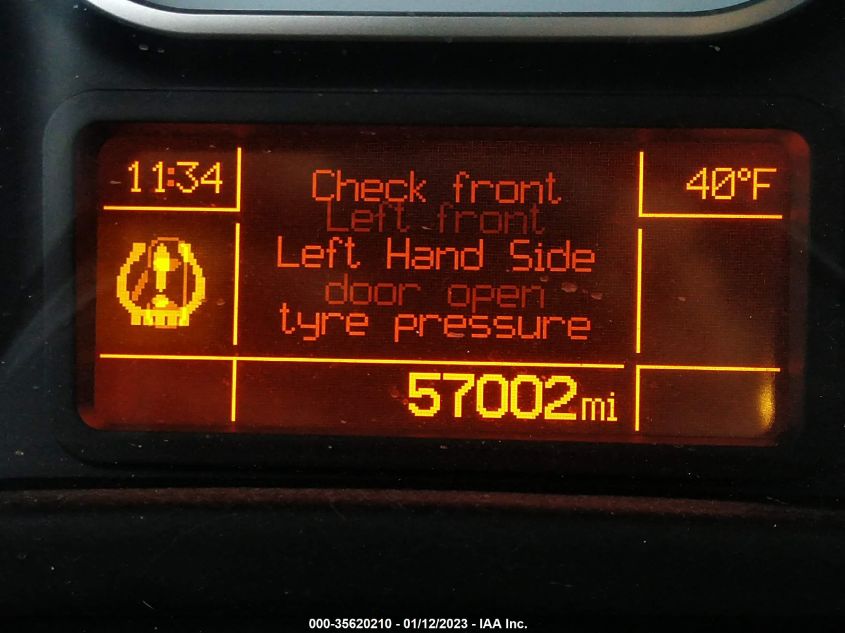 11:34
40°F
Check front
Left front
Left Hand Side
door open
tyre pressure
57002mi
000-35620210 - 01/12/2023 - IAA Inc.